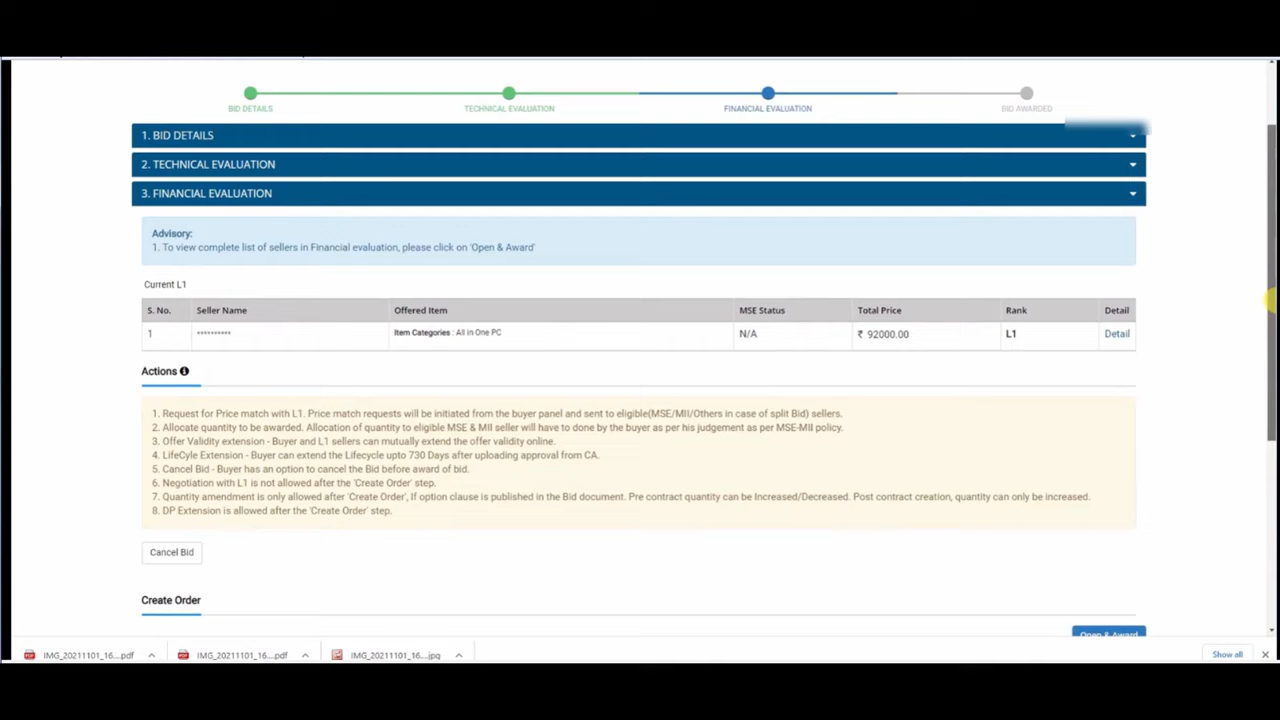 BID DETAILS
TECHNICAL EVALUATION
FINANCIAL EVALUATION
BID AWARDED
1. BID DETAILS
2. TECHNICAL EVALUATION
3. FINANCIAL EVALUATION
Advisory:
1. To view complete list of sellers in Financial evaluation, please click on 'Open & Award'
Current L1
S. No. Seller Name Offered Item MSE Status Total Price Rank Detail
1 ********** Item Categories : All in One PC N/A ₹ 92000.00 L1 Detail
Actions
1. Request for Price match with L1. Price match requests will be initiated from the buyer panel and sent to eligible(MSE/MII/Others in case of split Bid) sellers.
2. Allocate quantity to be awarded. Allocation of quantity to eligible MSE & MII seller will have to done by the buyer as per his judgement as per MSE-MII policy.
3. Offer Validity extension - Buyer and L1 sellers can mutually extend the offer validity online.
4. LifeCyle Extension - Buyer can extend the Lifecycle upto 730 Days after uploading approval from CA.
5. Cancel Bid - Buyer has an option to cancel the Bid before award of bid.
6. Negotiation with L1 is not allowed after the 'Create Order' step.
7. Quantity amendment is only allowed after 'Create Order', If option clause is published in the Bid document. Pre contract quantity can be Increased/Decreased. Post contract creation, quantity can only be increased.
8. DP Extension is allowed after the 'Create Order' step.
Cancel Bid
Create Order
Open & Award
IMG_20211101_16....pdf IMG_20211101_16....pdf IMG_20211101_16....jpg Show all